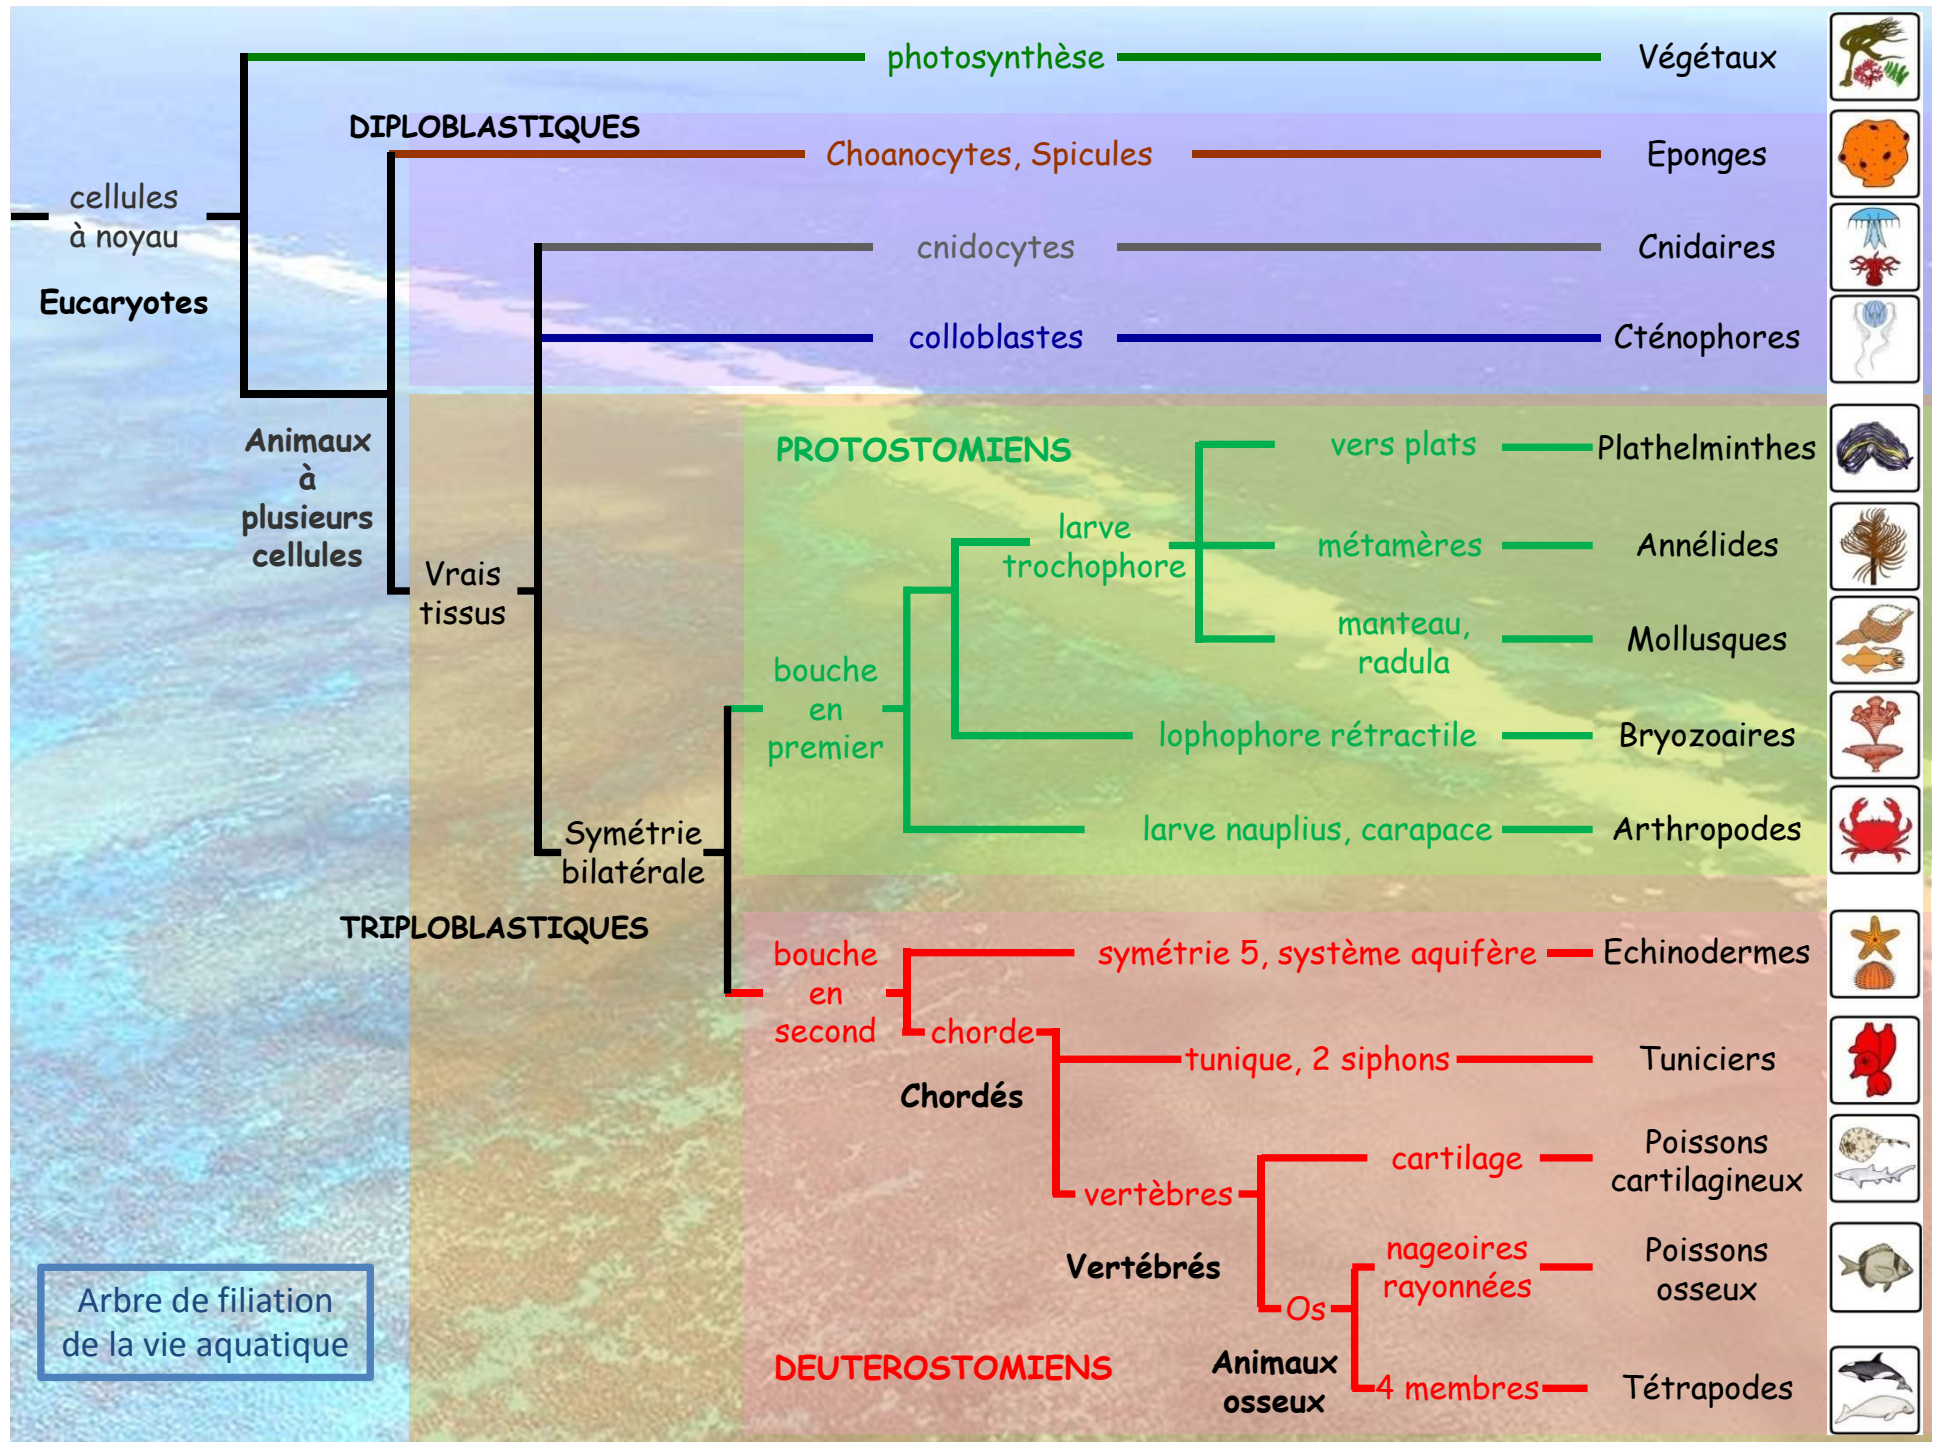 photosynthèse
Végétaux
DIPLOBLASTIQUES
Choanocytes, Spicules
Eponges
cellules
à noyau
Eucaryotes
cnidocytes
Cnidaires
colloblastes
Cténophores
Animaux
à
plusieurs
cellules
PROTOSTOMIENS
vers plats
Plathelminthes
larve
trochophore
métamères
Annélides
Vrais
tissus
manteau,
radula
Mollusques
bouche
en
premier
lophophore rétractile
Bryozoaires
Symétrie
bilatérale
larve nauplius, carapace
Arthropodes
TRIPLOBLASTIQUES
bouche
en
second
symétrie 5, système aquifère
Echinodermes
chorde
Chordés
tunique, 2 siphons
Tuniciers
cartilage
Poissons
cartilagineux
vertèbres
Vertébrés
nageoires
rayonnées
Poissons
osseux
Os
Animaux
osseux
4 membres
Tétrapodes
DEUTEROSTOMIENS
Arbre de filiation
de la vie aquatique